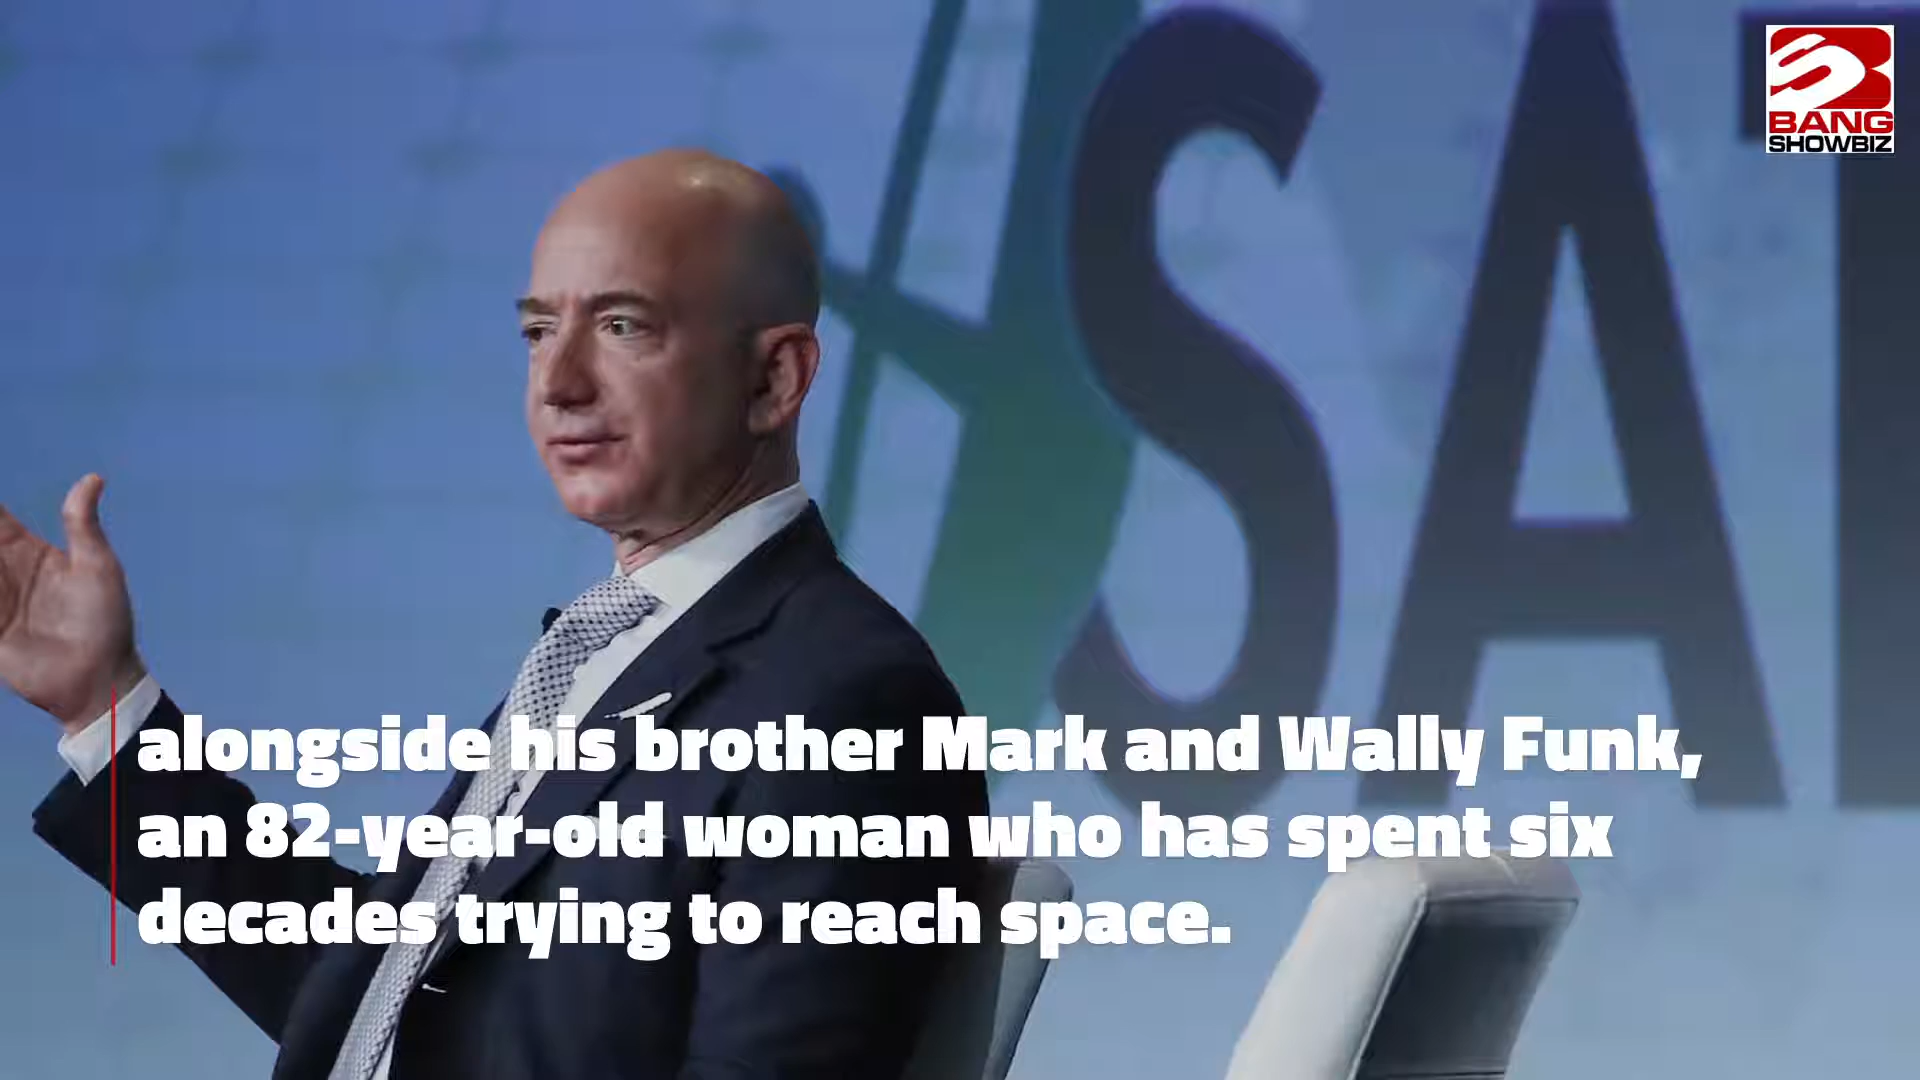 SAT
BANG
SHOWBIZ
alongside his brother Mark and Wally Funk,
an 82-year-old woman who has spent six
decades trying to reach space.